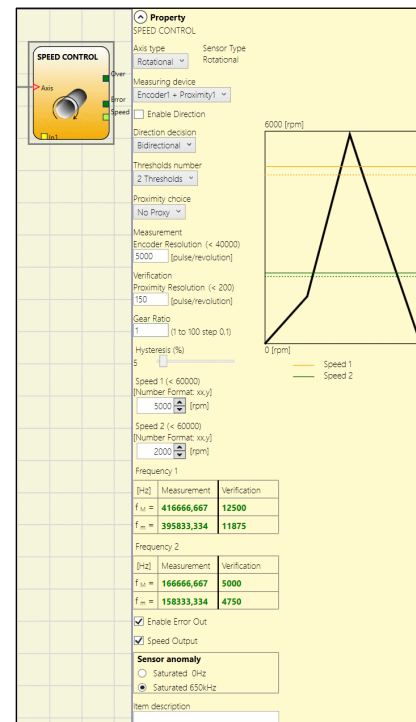 Property
SPEED CONTROL
Axis type Sensor Type
Rotational Rotational
Measuring device
Encoder1 + Proximity1
Enable Direction
Direction decision
Bidirectional
Thresholds number
2 Thresholds
Proximity choice
No Proxy
Measurement
Encoder Resolution (< 40000)
5000 [pulse/revolution]
Verification
Proximity Resolution (< 200)
150 [pulse/revolution]
Gear Ratio
1 (1 to 100 step 0,1)
Hysteresis (%)
5
Speed 1 (< 60000)
[Number Format: xx,y]
5000 [rpm]
Speed 2 (< 60000)
[Number Format: xx,y]
2000 [rpm]
Frequency 1
[Hz] Measurement Verification
f M = 416666,667 12500
f m = 395833,334 11875
Frequency 2
[Hz] Measurement Verification
f M = 166666,667 5000
f m = 158333,334 4750
Enable Error Out
Speed Output
Sensor anomaly
Saturated 0Hz
Saturated 650kHz
Item description
SPEED CONTROL
Over
Axis
Error
Speed
In1
6000 [rpm]
0 [rpm]
Speed 1
Speed 2